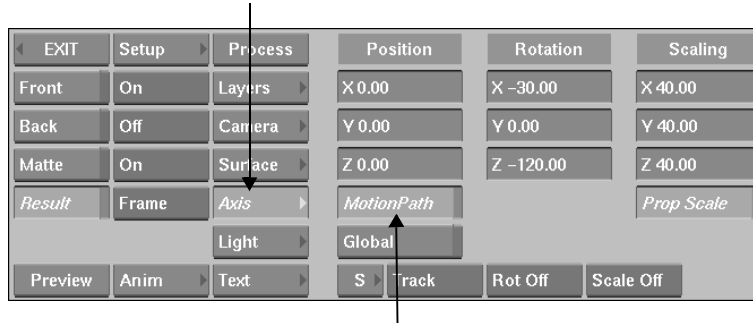 EXIT Setup Process Position Rotation Scaling
Front On Layers X 0.00 X −30.00 X 40.00
Back Off Camera Y 0.00 Y 0.00 Y 40.00
Matte On Surface Z 0.00 Z −120.00 Z 40.00
Result Frame Axis MotionPath Prop Scale
Light Global
Preview Anim Text S Track Rot Off Scale Off